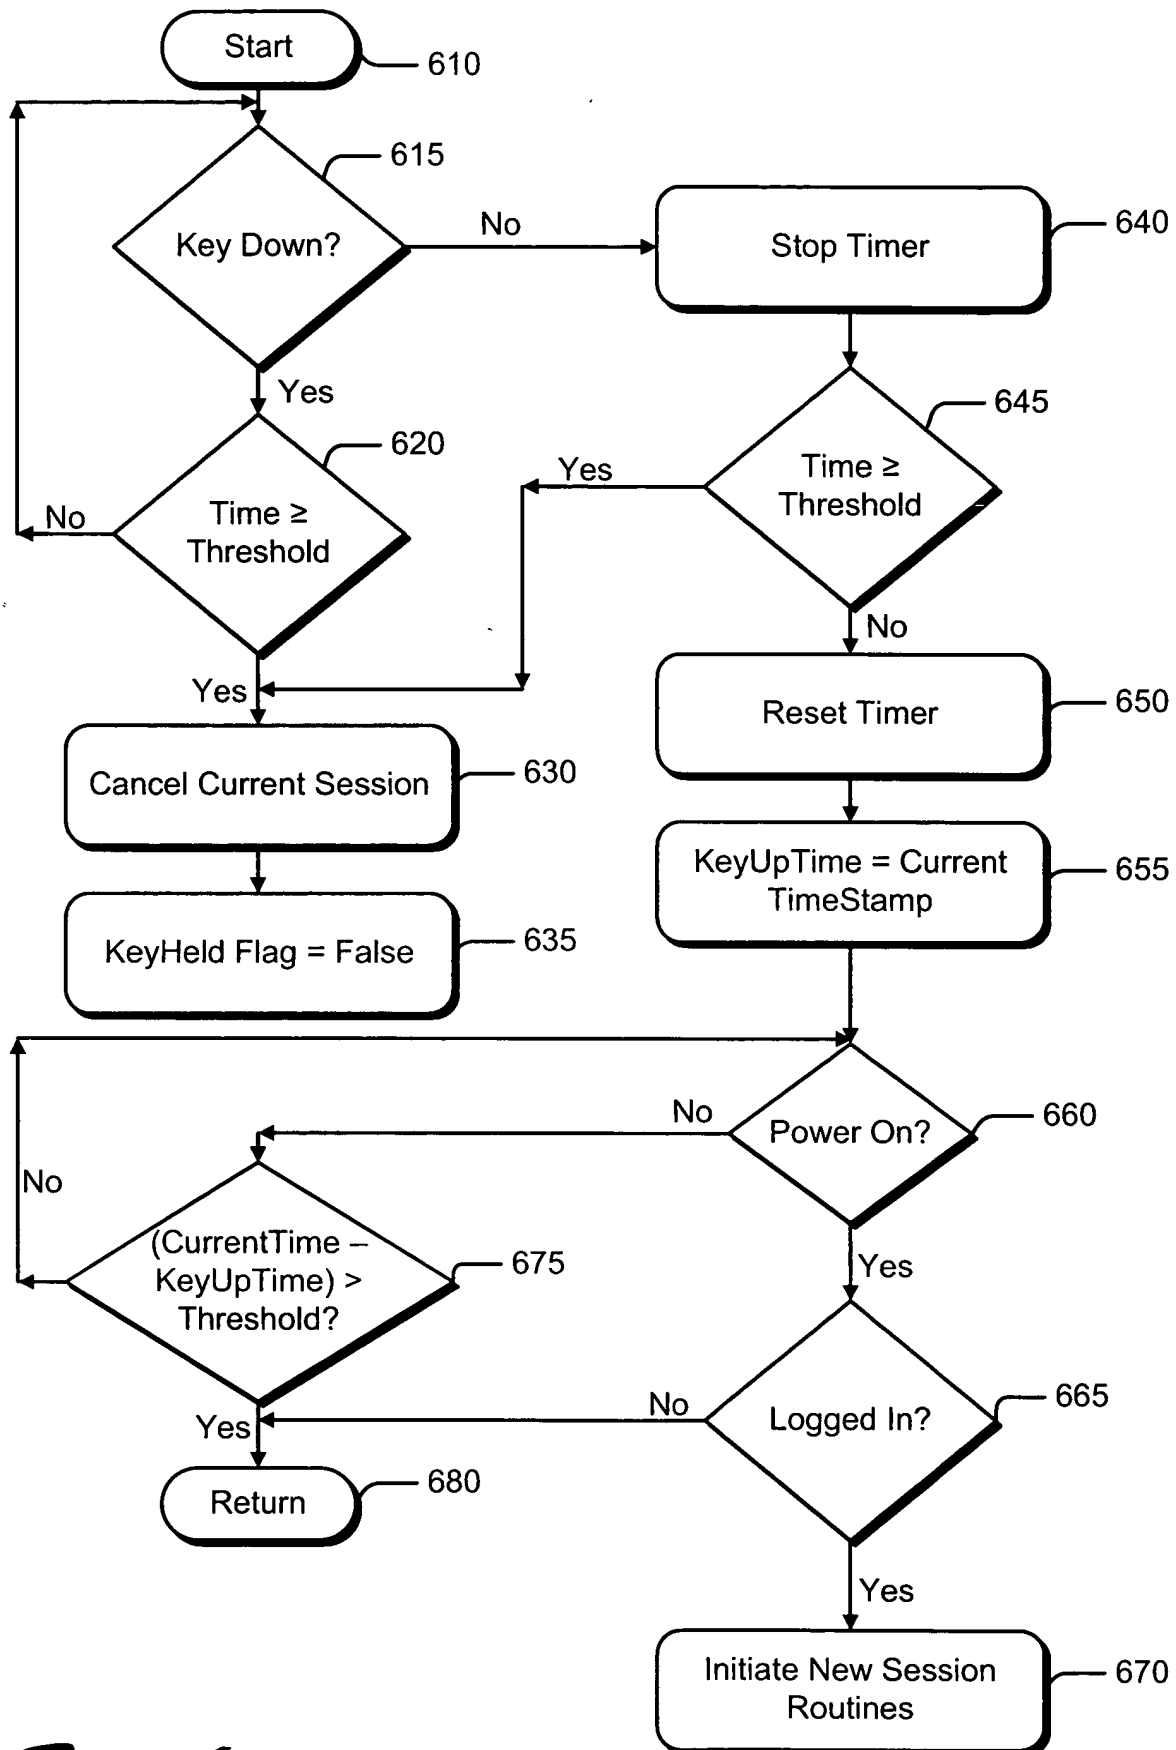 Start
610
615
Key Down?
No
Stop Timer
640
Yes
620
Time ≥
Threshold
No
645
Time ≥
Threshold
Yes
No
Yes
Reset Timer
650
Cancel Current Session
630
KeyUpTime = Current
TimeStamp
655
KeyHeld Flag = False
635
Power On?
660
No
Yes
(CurrentTime –
KeyUpTime) >
Threshold?
675
No
Yes
Logged In?
665
No
Return
680
Yes
Initiate New Session
Routines
670